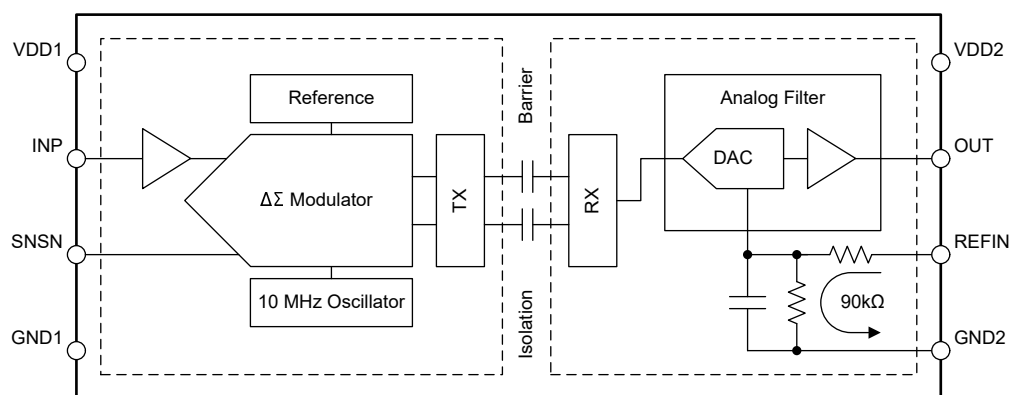 VDD1
VDD2
Reference
Barrier
Analog Filter
INP
DAC
OUT
ΔΣ Modulator
TX
RX
SNSN
REFIN
10 MHz Oscillator
Isolation
90kΩ
GND1
GND2